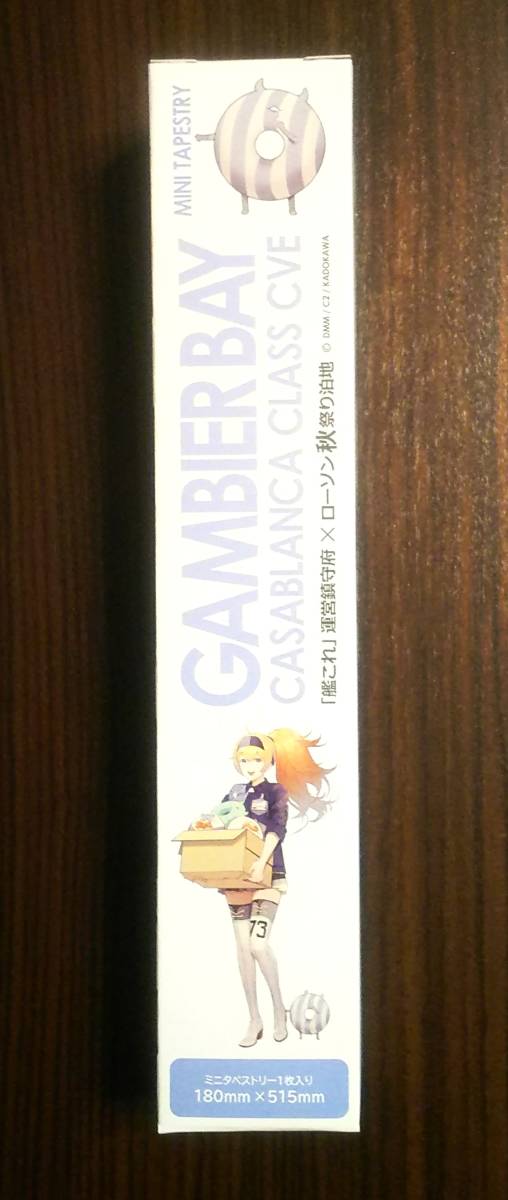 MINI TAPESTRY
GAMBIER BAY
CASABLANCA CLASS CVE
「艦これ」運営鎮守府 × ローソン 秋祭り泊地 © DMM / C2 / KADOKAWA
73
ミニタペストリー1枚入り
180mm×515mm